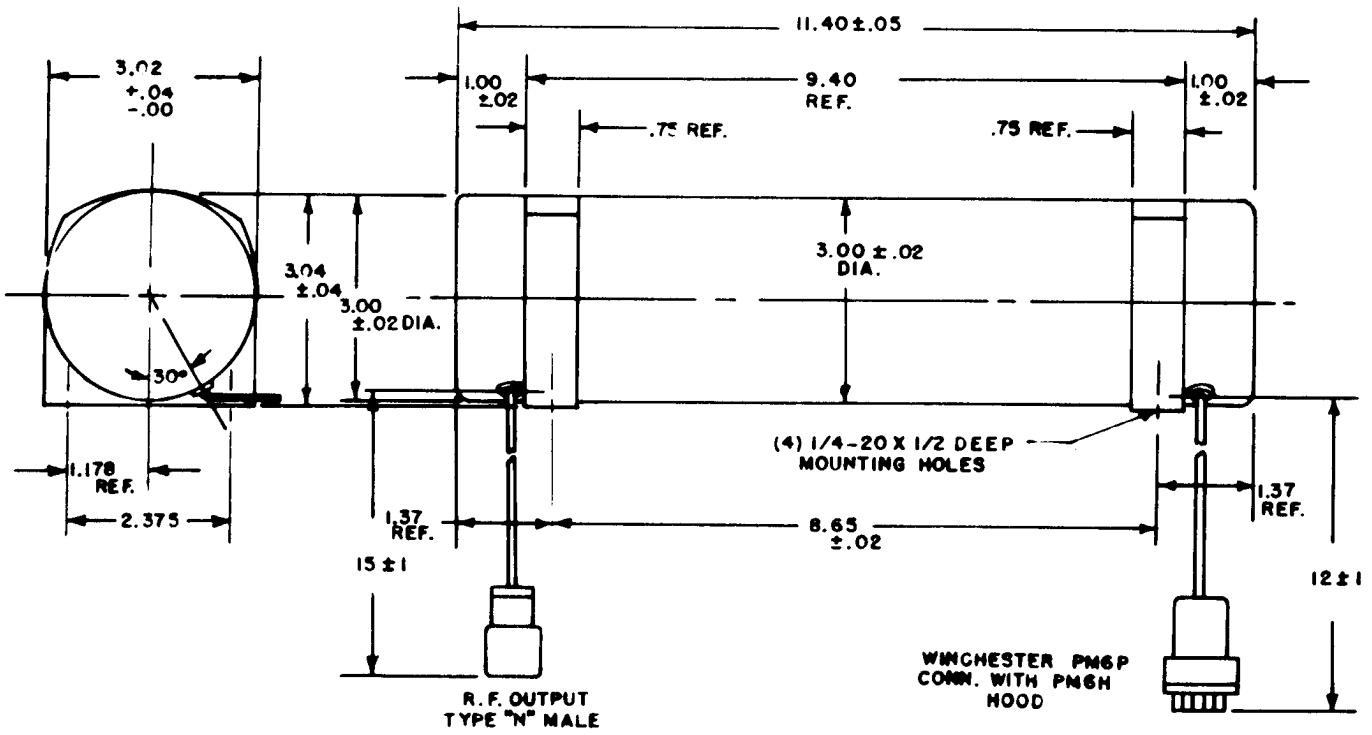 11.40±.05
3.02
+.04
-.00
1.00
±.02
9.40
REF.
1.00
±.02
.75 REF.
.75 REF.
3.04
±.04
3.00
±.02 DIA.
3.00 ±.02
DIA.
30°
(4) 1/4-20 X 1/2 DEEP
MOUNTING HOLES
1.178
REF.
2.375
1.37
REF.
8.65
±.02
1.37
REF.
15±1
12±1
R.F. OUTPUT
TYPE "N" MALE
WINCHESTER PM6P
CONN. WITH PM6H
HOOD